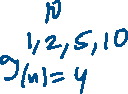 10
1, 2, 5, 10
g(n) = 4